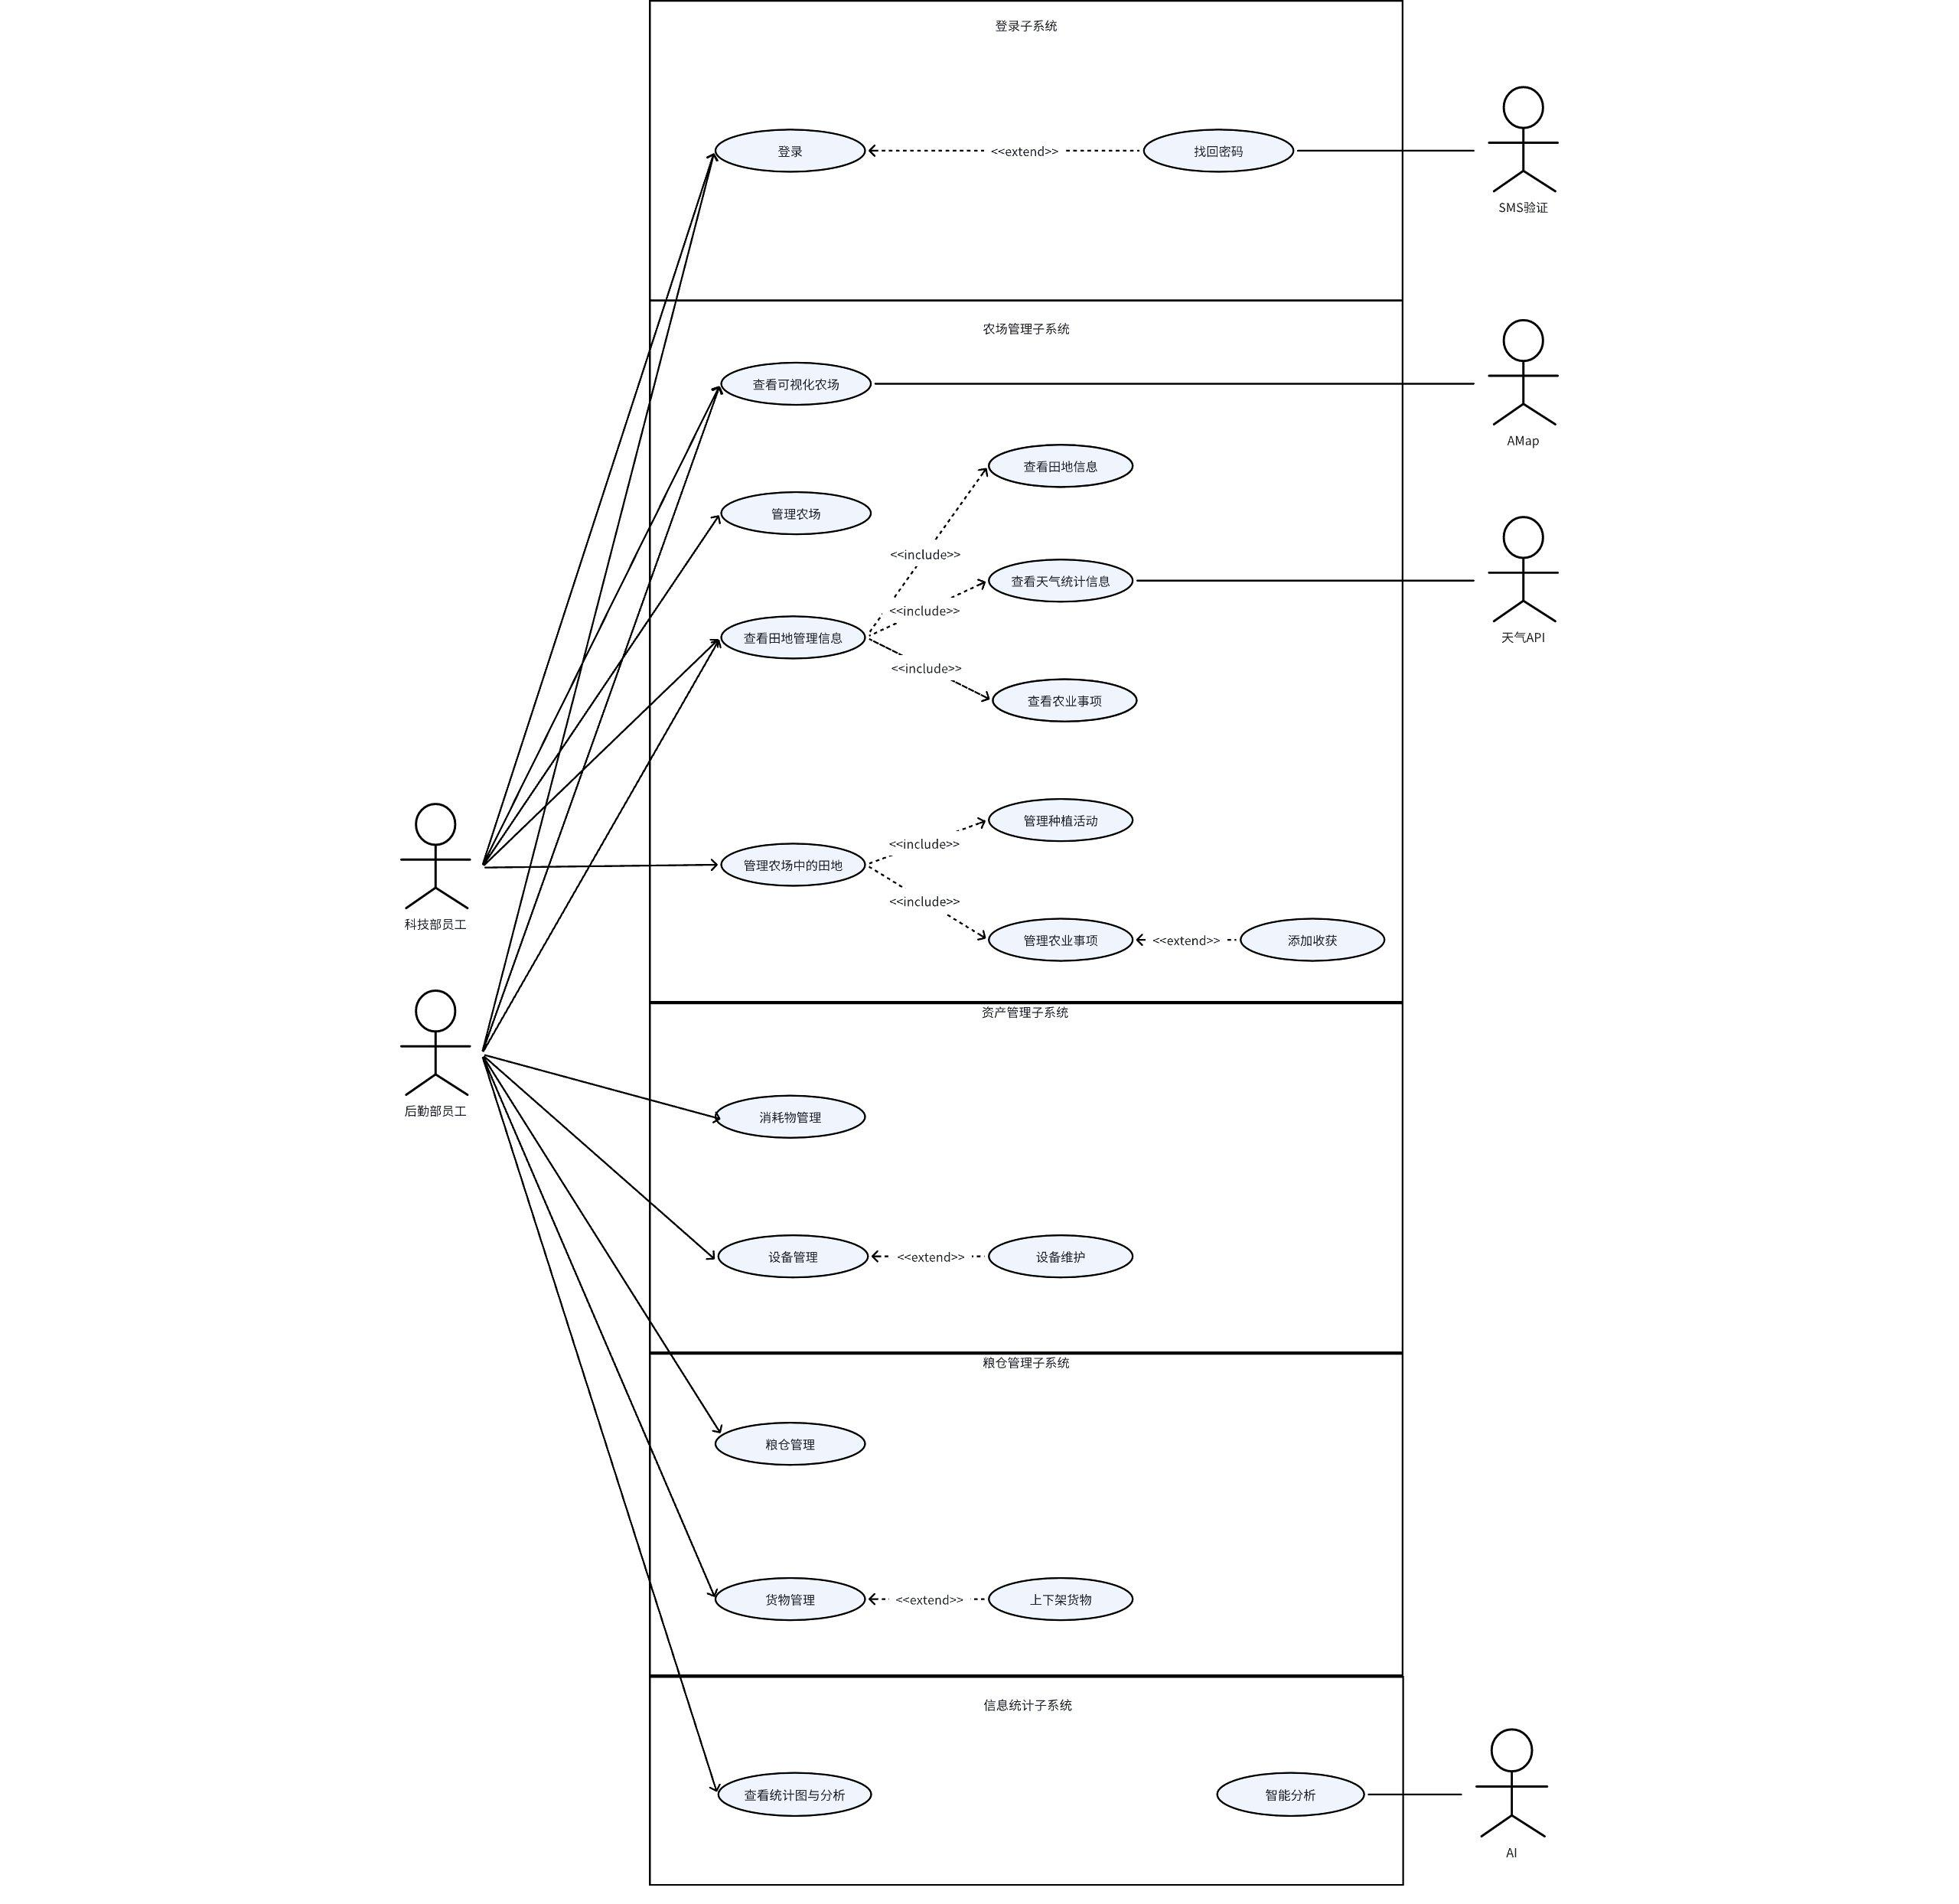 登录子系统
登录
<<extend>>
找回密码
SMS验证
农场管理子系统
查看可视化农场
AMap
查看田地信息
管理农场
<<include>>
查看天气统计信息
<<include>>
查看田地管理信息
天气API
<<include>>
查看农业事项
管理种植活动
<<include>>
管理农场中的田地
<<include>>
科技部员工
管理农业事项
<<extend>>
添加收获
资产管理子系统
后勤部员工
消耗物管理
设备管理
<<extend>>
设备维护
粮仓管理子系统
粮仓管理
货物管理
<<extend>>
上下架货物
信息统计子系统
查看统计图与分析
智能分析
AI